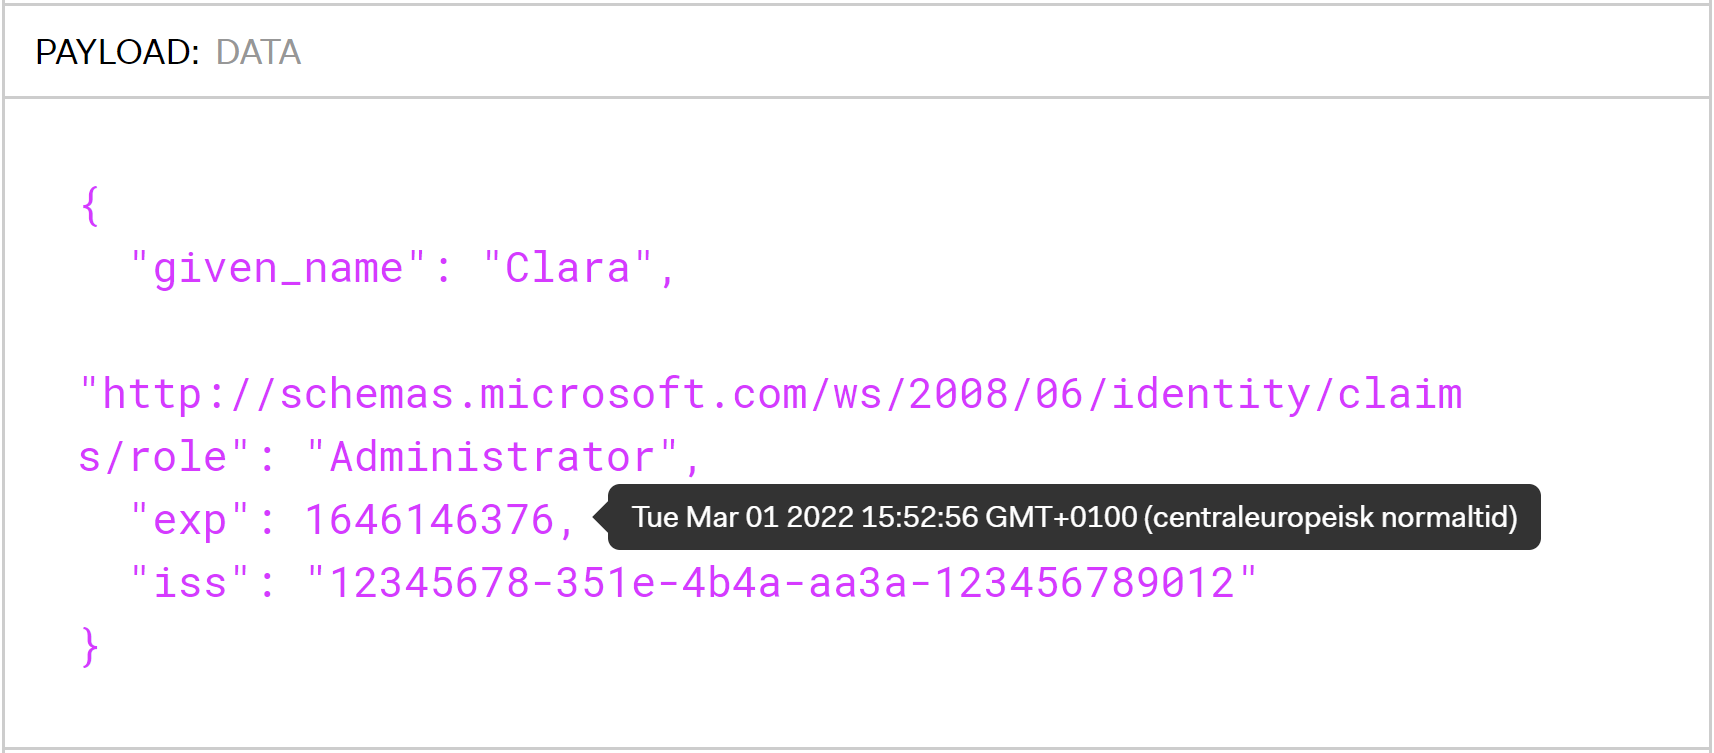 PAYLOAD: DATA
{
"given_name": "Clara",
"http://schemas.microsoft.com/ws/2008/06/identity/claim
s/role": "Administrator",
"exp": 1646146376, Tue Mar 01 2022 15:52:56 GMT+0100 (centraleuropeisk normaltid)
"iss": "12345678-351e-4b4a-aa3a-123456789012"
}